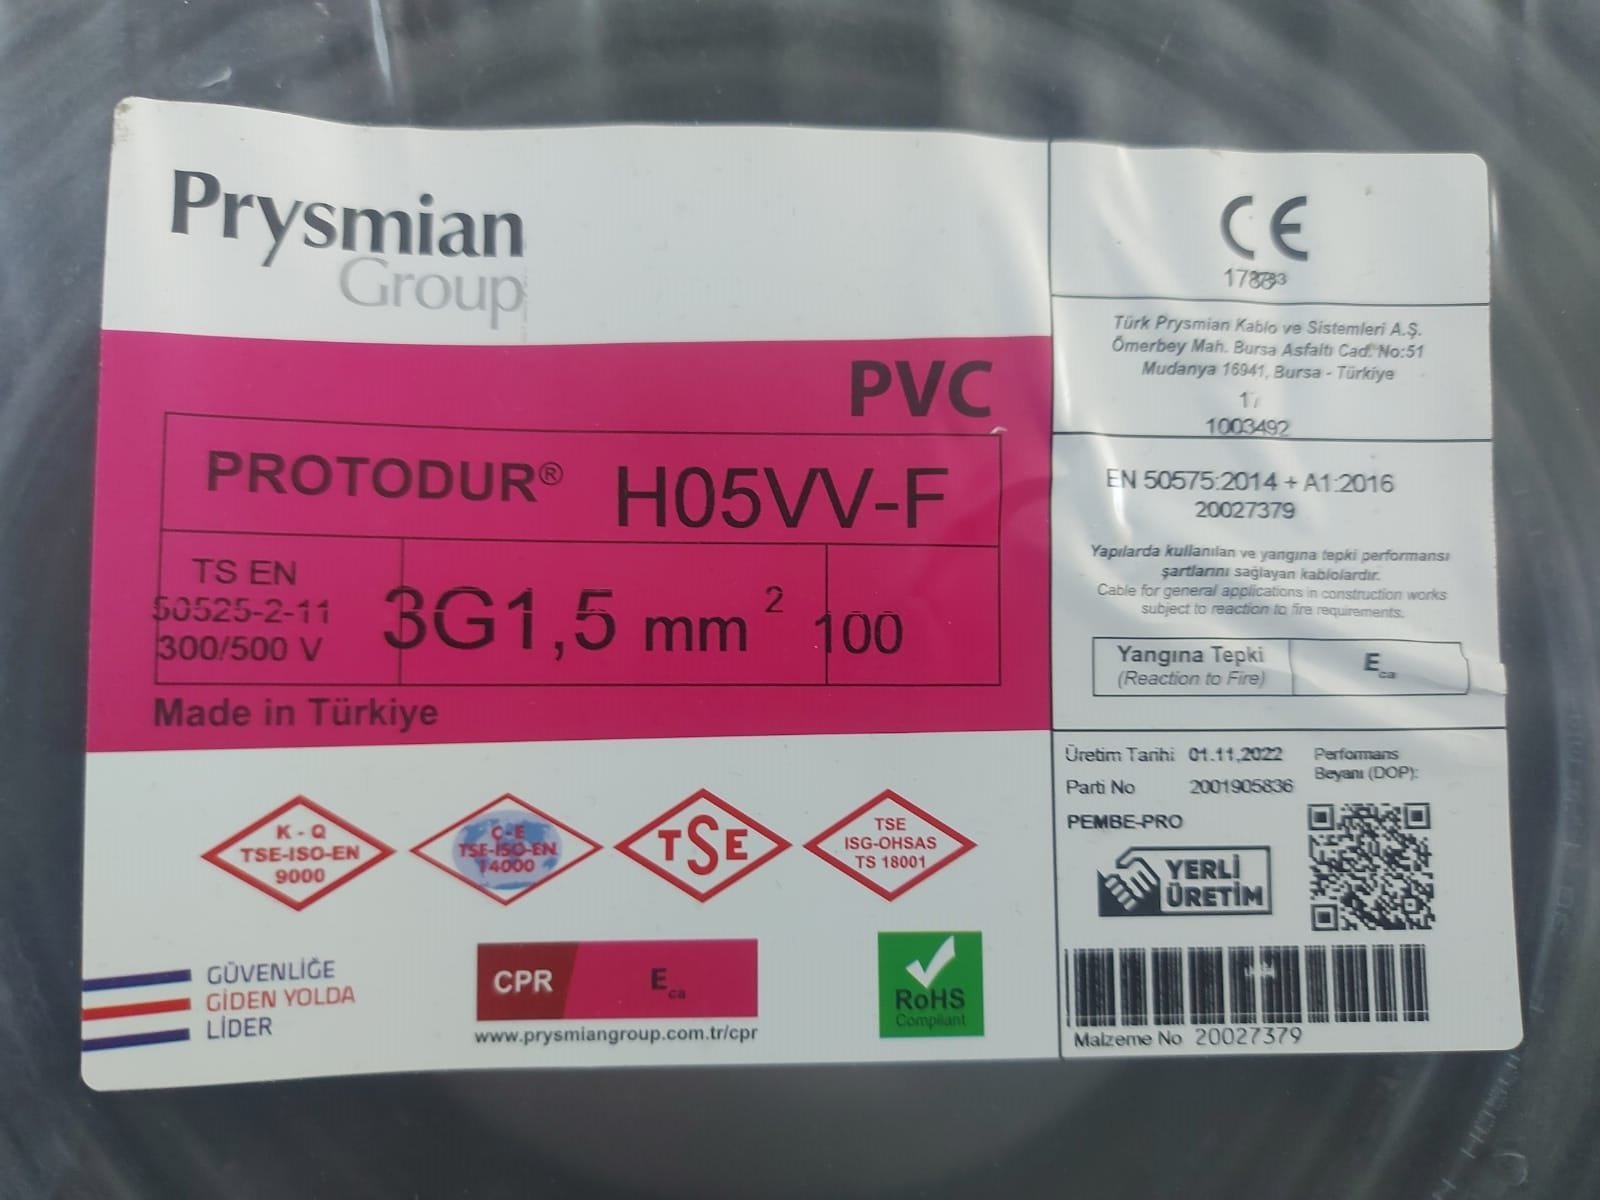 Prysmian
Group
PVC
PROTODUR® H05VV-F
TS EN
50525-2-11
300/500 V
3G1,5 mm²
100
Made in Türkiye
K - Q
TSE-ISO-EN
9000
Ç-E
TSE-ISO-EN
14000
TSE
TSE
ISG-OHSAS
TS 18001
GÜVENLİĞE
GİDEN YOLDA
LİDER
CPR
Eca
www.prysmiangroup.com.tr/cpr
RoHS
Compliant
CE
Türk Prysmian Kablo ve Sistemleri A.Ş.
Ömerbey Mah. Bursa Asfaltı Cad. No:51
Mudanya 16941, Bursa - Türkiye
1003492
EN 50575:2014 + A1:2016
20027379
Yapılarda kullanılan ve yangına tepki performansı
şartlarını sağlayan kablolardır.
Cable for general applications in construction works
subject to reaction to fire requirements.
Yangına Tepki
(Reaction to Fire)
Eca
Üretim Tarihi 01.11,2022
Parti No 2001905836
PEMBE-PRO
Performans
Beyanı (DOP):
YERLİ
ÜRETİM
Malzeme No 20027379